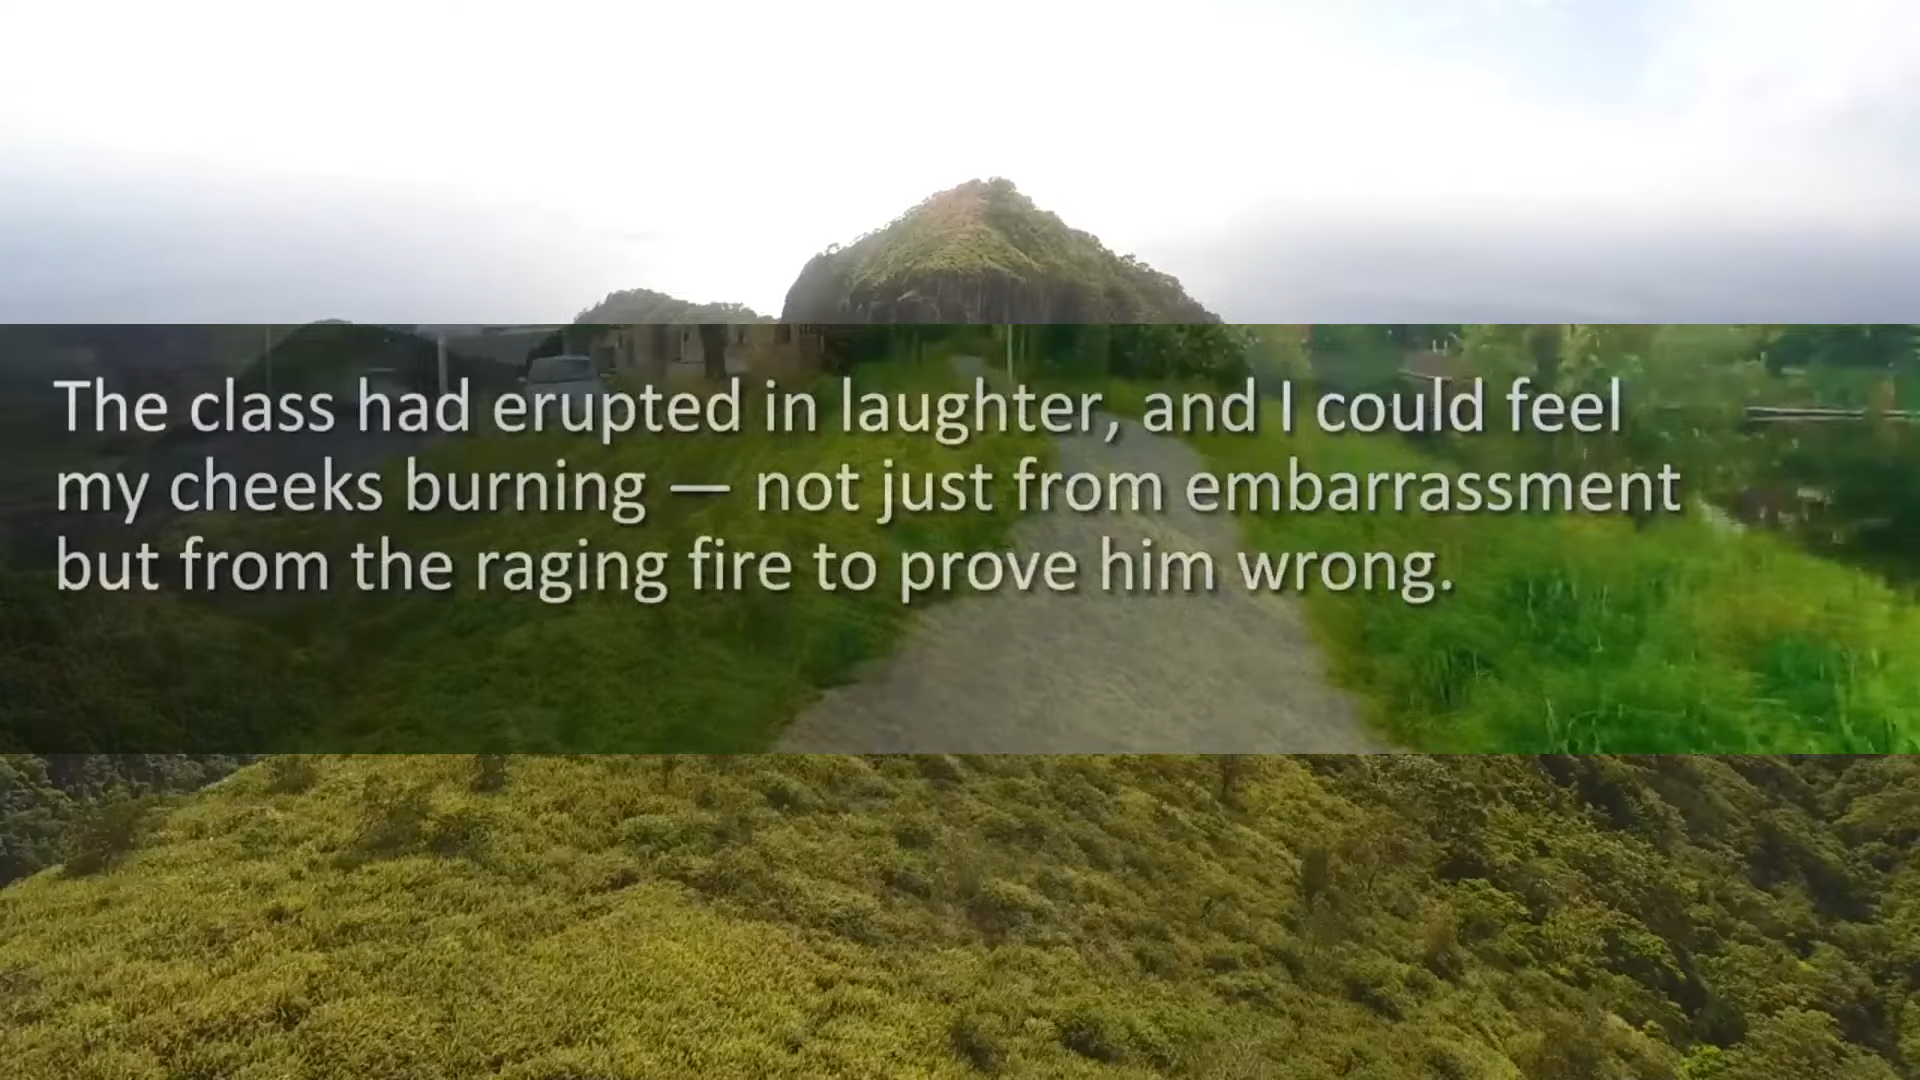 The class had erupted in laughter, and I could feel
my cheeks burning — not just from embarrassment
but from the raging fire to prove him wrong.